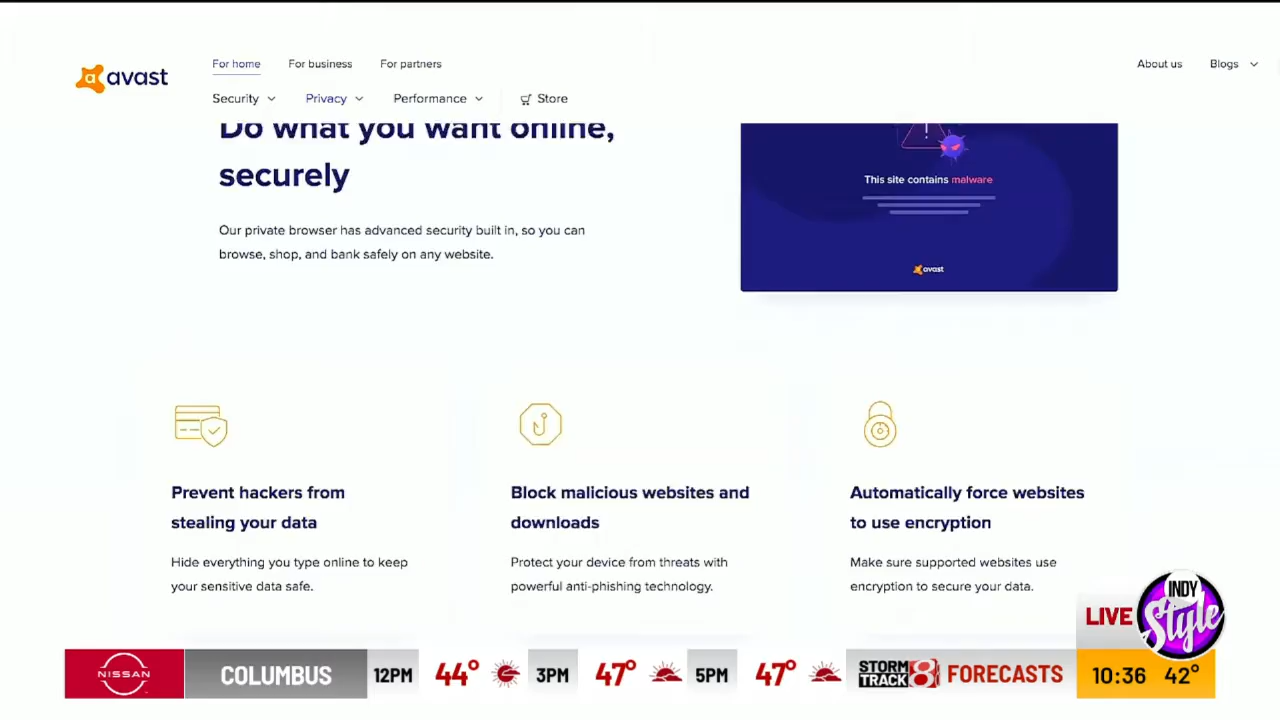 For home
For business
For partners
About us
Blogs
avast
Security
Privacy
Performance
Store
Do what you want online,
securely
Our private browser has advanced security built in, so you can
browse, shop, and bank safely on any website.
This site contains malware
avast
Prevent hackers from
stealing your data
Hide everything you type online to keep
your sensitive data safe.
Block malicious websites and
downloads
Protect your device from threats with
powerful anti-phishing technology.
Automatically force websites
to use encryption
Make sure supported websites use
encryption to secure your data.
LIVE
INDY
Style
NISSAN
COLUMBUS
12PM 44°
3PM 47°
5PM 47°
STORM
TRACK 8
FORECASTS
10:36 42°